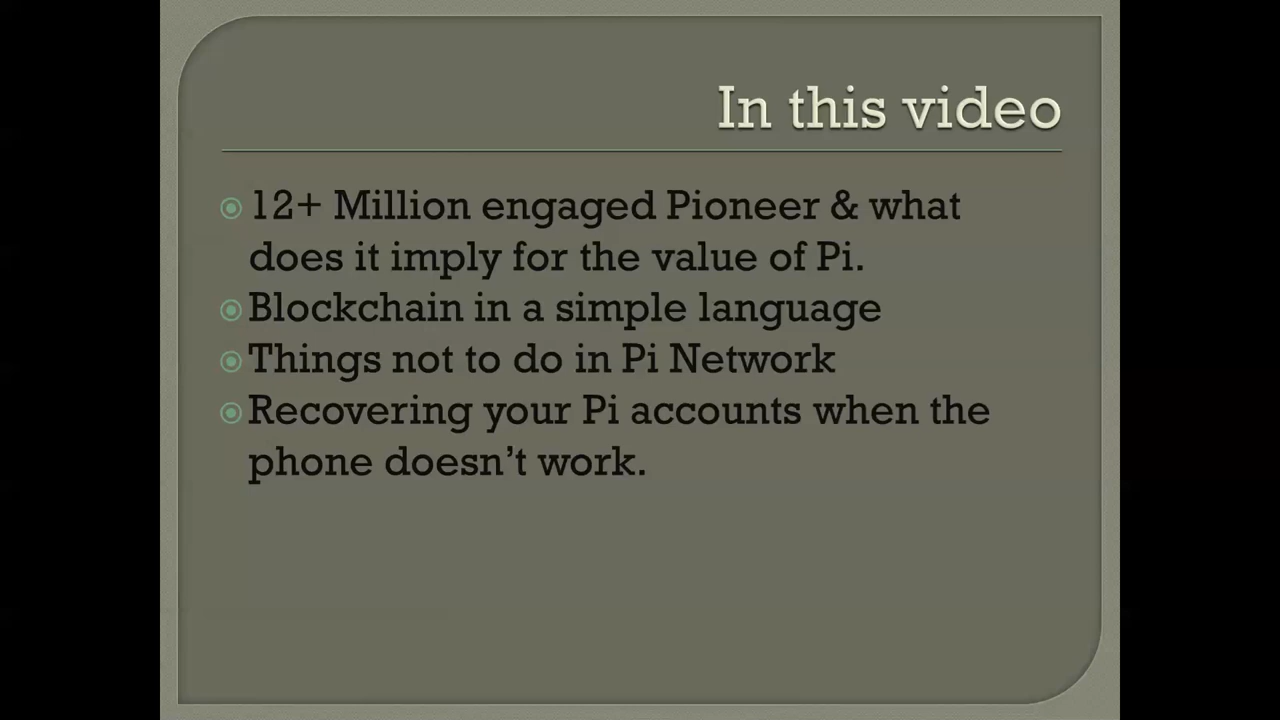 In this video
12+ Million engaged Pioneer & what
does it imply for the value of Pi.
Blockchain in a simple language
Things not to do in Pi Network
Recovering your Pi accounts when the
phone doesn’t work.